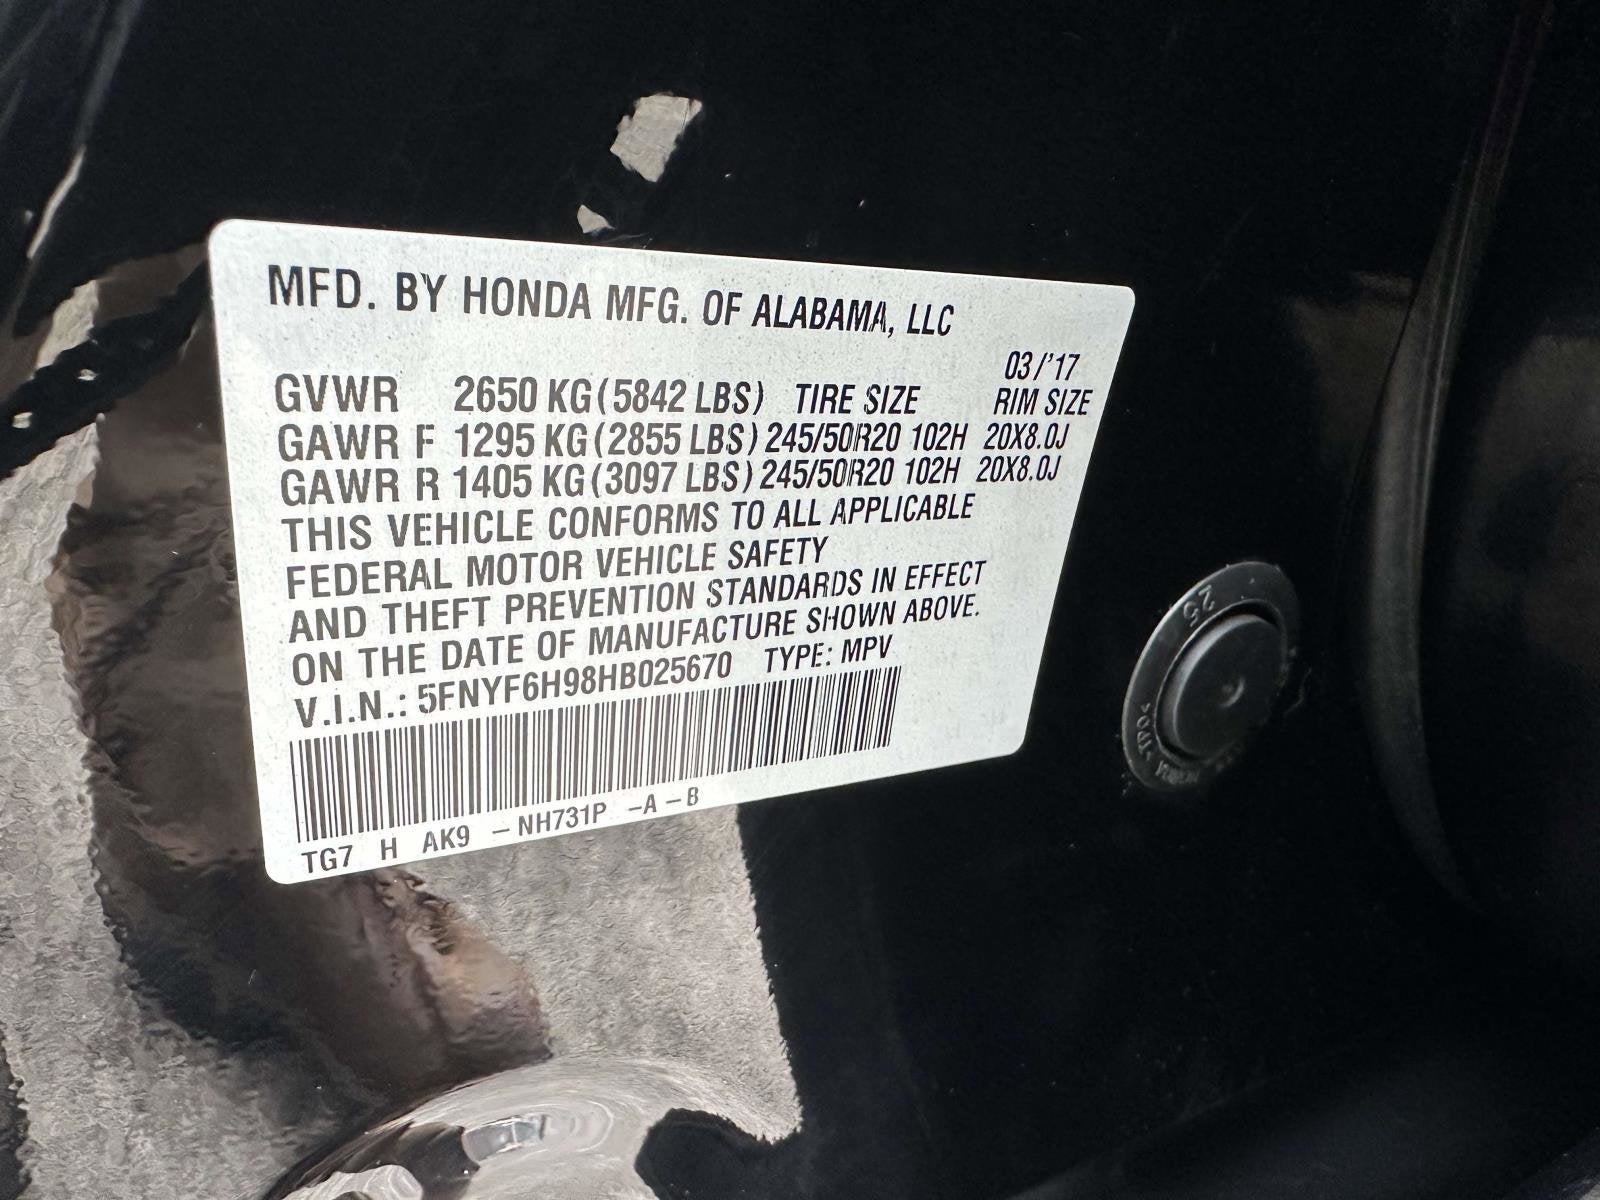 MFD. BY HONDA MFG. OF ALABAMA, LLC
03/'17
GVWR 2650 KG (5842 LBS) TIRE SIZE RIM SIZE
GAWR F 1295 KG (2855 LBS) 245/50R20 102H 20X8.0J
GAWR R 1405 KG (3097 LBS) 245/50R20 102H 20X8.0J
THIS VEHICLE CONFORMS TO ALL APPLICABLE
FEDERAL MOTOR VEHICLE SAFETY
AND THEFT PREVENTION STANDARDS IN EFFECT
ON THE DATE OF MANUFACTURE SHOWN ABOVE.
V.I.N.: 5FNYF6H98HB025670 TYPE: MPV
TG7 H AK9 – NH731P –A – B
25